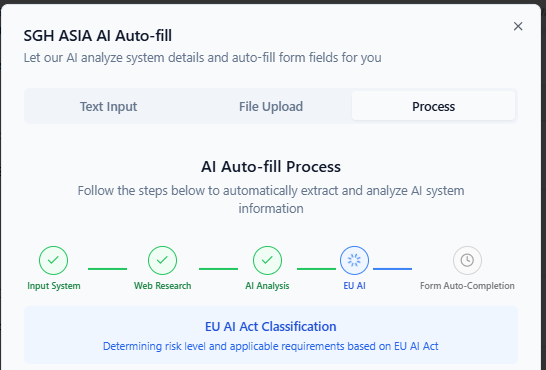 SGH ASIA AI Auto-fill
Let our AI analyze system details and auto-fill form fields for you
Text Input
File Upload
Process
AI Auto-fill Process
Follow the steps below to automatically extract and analyze AI system
information
Input System
Web Research
AI Analysis
EU AI
Form Auto-Completion
EU AI Act Classification
Determining risk level and applicable requirements based on EU AI Act